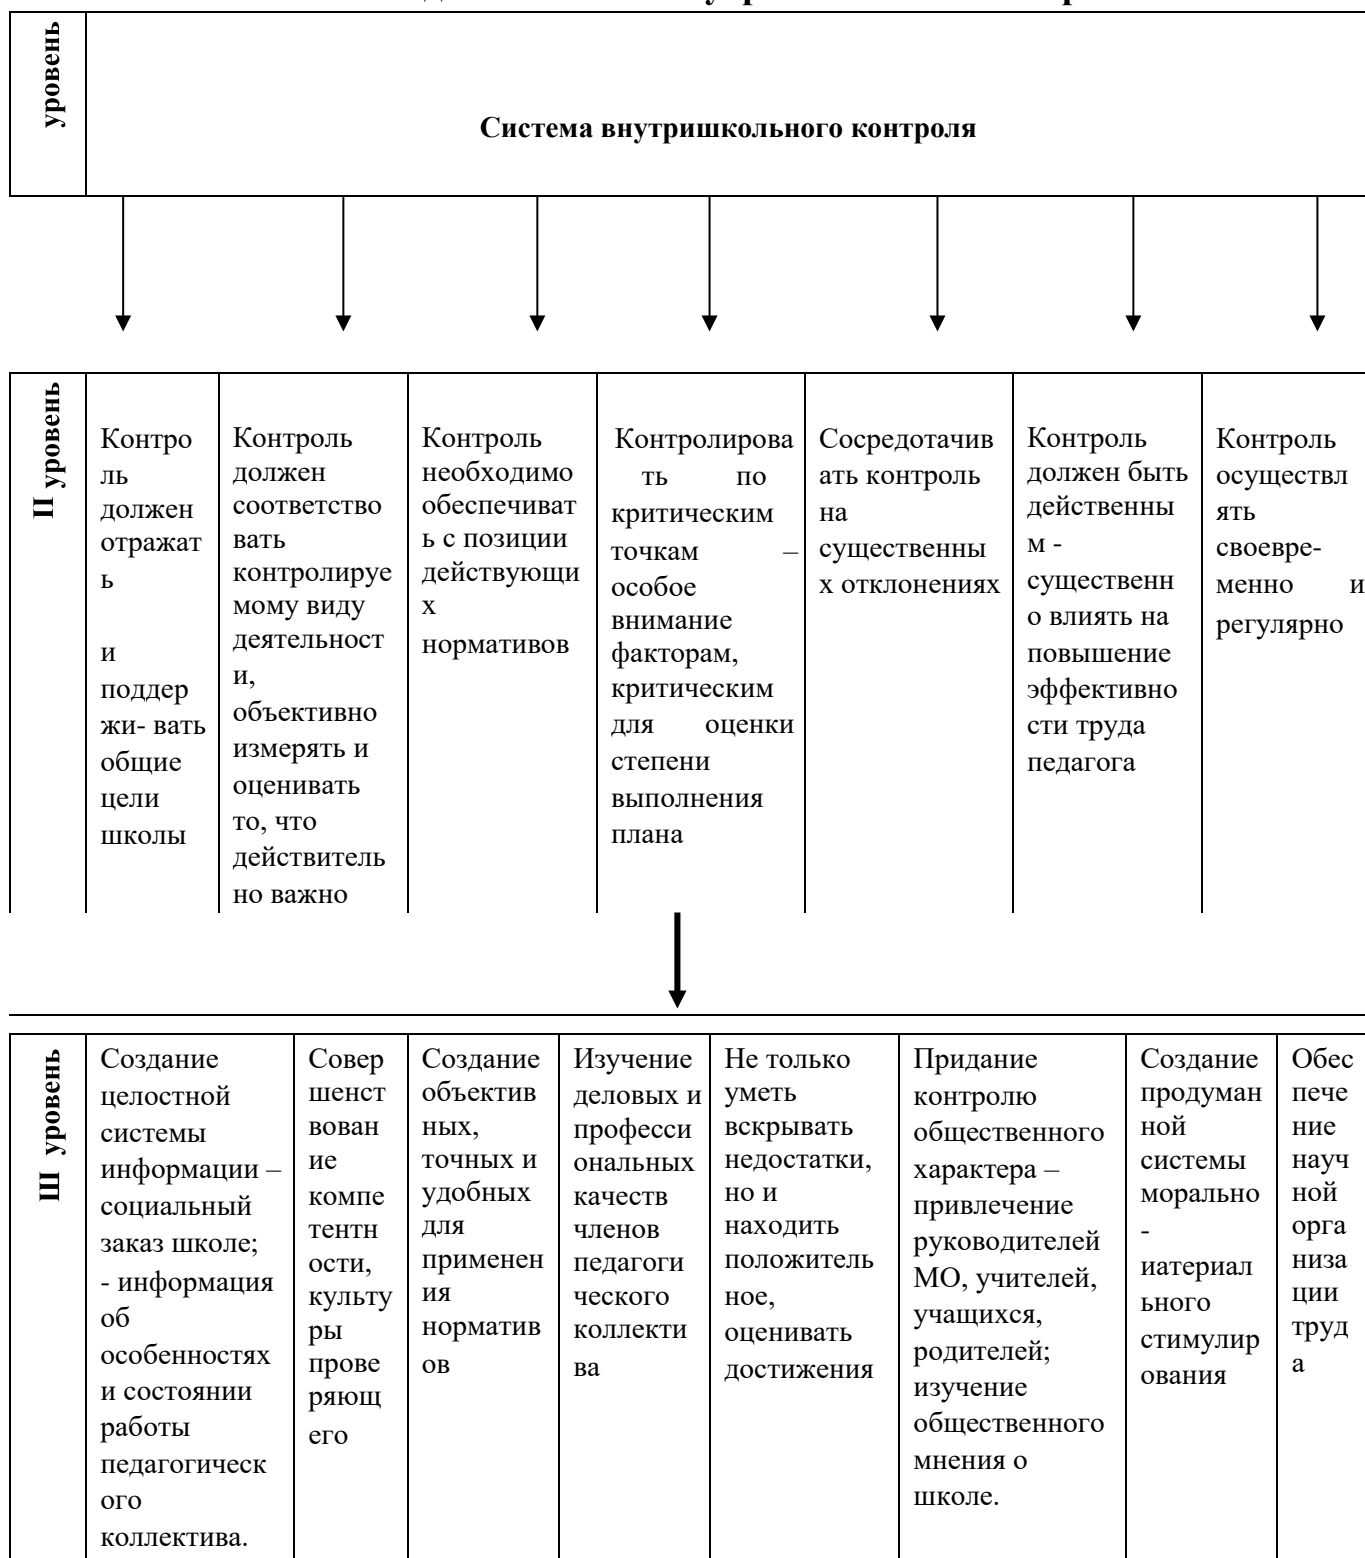 уровень
Система внутришкольного контроля
II уровень
Контро
ль
должен
отражат
ь
и
поддер
жи- вать
общие
цели
школы
Контроль
должен
соответство
вать
контролируе
мому виду
деятельност
и,
объективно
измерять и
оценивать
то, что
действитель
но важно
Контроль
необходимо
обеспечиват
ь с позиции
действующи
х
нормативов
Контролирова
ть по
критическим
точкам –
особое
внимание
факторам,
критическим
для оценки
степени
выполнения
плана
Сосредотачив
ать контроль
на
существенны
х отклонениях
Контроль
должен быть
действенны
м -
существенн
о влиять на
повышение
эффективно
сти труда
педагога
Контроль
осуществл
ять
своевре-
менно и
регулярно
III уровень
Создание
целостной
системы
информации –
социальный
заказ школе;
- информация
об
особенностях
и состоянии
работы
педагогическ
ого
коллектива.
Совер
шенст
вован
ие
компе
тентн
ости,
культу
ры
прове
ряющ
его
Создание
объектив
ных,
точных и
удобных
для
применен
ия
норматив
ов
Изучение
деловых и
професси
ональных
качеств
членов
педагоги
ческого
коллекти
ва
Не только
уметь
вскрывать
недостатки,
но и
находить
положитель
ное,
оценивать
достижения
Придание
контролю
общественного
характера –
привлечение
руководителей
МО, учителей,
учащихся,
родителей;
изучение
общественного
мнения о
школе.
Создание
продуман
ной
системы
морально
-
иатериал
ьного
стимулир
ования
Обес
пече
ние
науч
ной
орга
низа
ции
труд
а